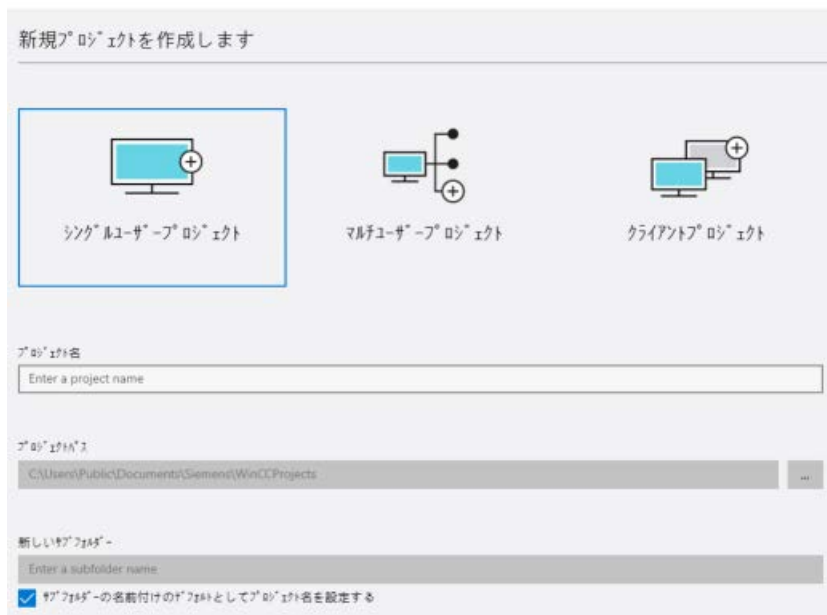 新規ﾌﾟﾛｼﾞｪｸﾄを作成します
ｼﾝｸﾞﾙﾕｰｻﾞｰﾌﾟﾛｼﾞｪｸﾄ
ﾏﾙﾁﾕｰｻﾞｰﾌﾟﾛｼﾞｪｸﾄ
ｸﾗｲｱﾝﾄﾌﾟﾛｼﾞｪｸﾄ
ﾌﾟﾛｼﾞｪｸﾄ名
Enter a project name
ﾌﾟﾛｼﾞｪｸﾄﾊﾟｽ
C:\Users\Public\Documents\Siemens\WinCCProjects
...
新しいｻﾌﾞﾌｫﾙﾀﾞｰ
Enter a subfolder name
ｻﾌﾞﾌｫﾙﾀﾞｰの名前付けのﾃﾞﾌｫﾙﾄとしてﾌﾟﾛｼﾞｪｸﾄ名を設定する